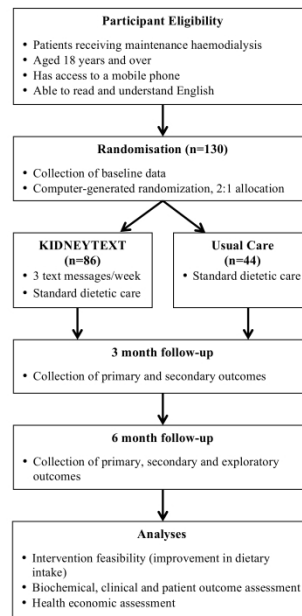 Participant Eligibility
• Patients receiving maintenance haemodialysis
• Aged 18 years and over
• Has access to a mobile phone
• Able to read and understand English
Randomisation (n=130)
• Collection of baseline data
• Computer-generated randomization, 2:1 allocation
KIDNEYTEXT
(n=86)
• 3 text messages/week
• Standard dietetic care
Usual Care
(n=44)
• Standard dietetic care
3 month follow-up
• Collection of primary and secondary outcomes
6 month follow-up
• Collection of primary, secondary and exploratory
outcomes
Analyses
• Intervention feasibility (improvement in dietary
intake)
• Biochemical, clinical and patient outcome assessment
• Health economic assessment